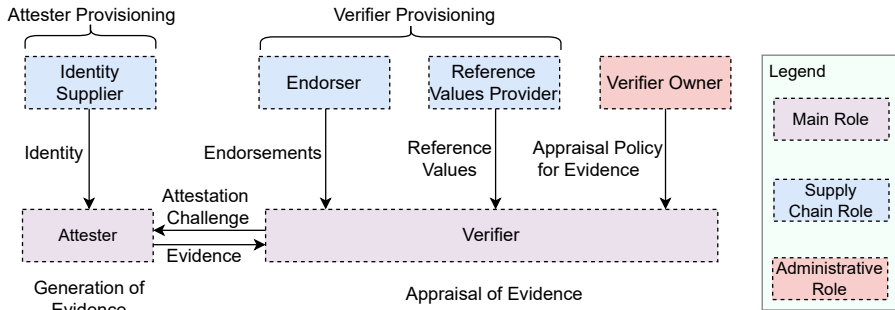 Attester Provisioning
Verifier Provisioning
Identity
Supplier
Endorser
Reference
Values Provider
Verifier Owner
Legend
Main Role
Supply
Chain Role
Administrative
Role
Identity
Endorsements
Reference
Values
Appraisal Policy
for Evidence
Attestation
Challenge
Attester
Evidence
Verifier
Generation of
Evidence
Appraisal of Evidence